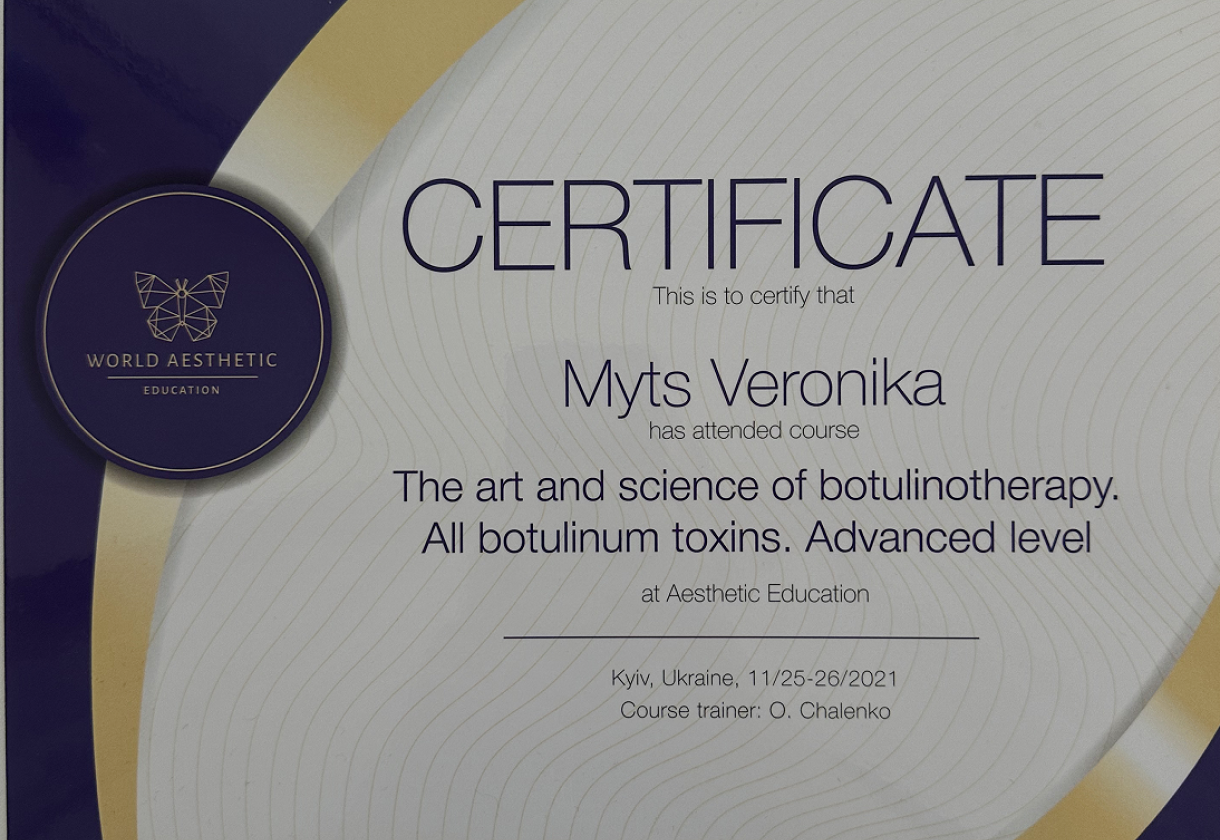 CERTIFICATE
This is to certify that
WORLD AESTHETIC
EDUCATION
Myts Veronika
has attended course
The art and science of botulinotherapy.
All botulinum toxins. Advanced level
at Aesthetic Education
Kyiv, Ukraine, 11/25-26/2021
Course trainer: O. Chalenko